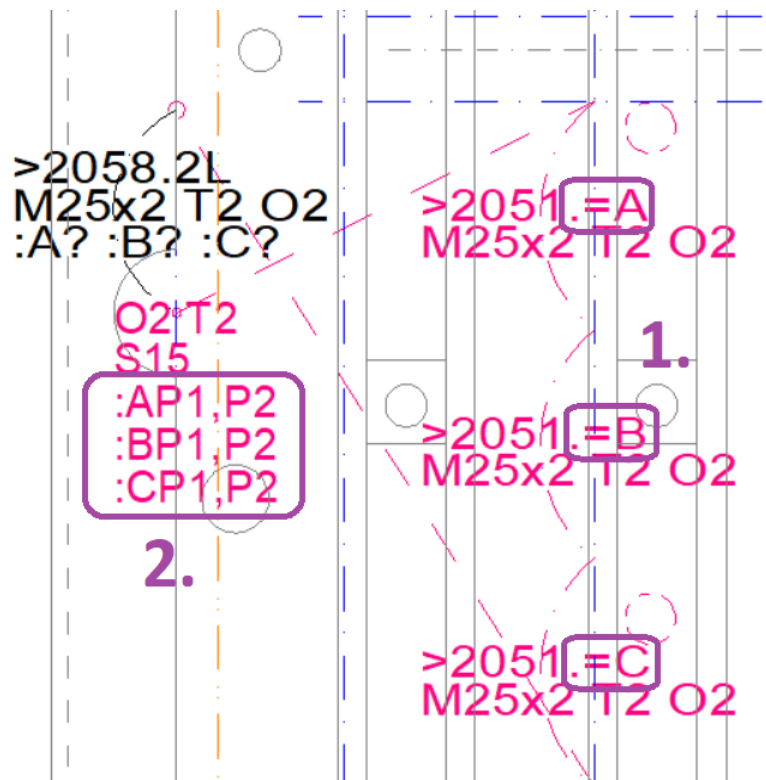 >2058.2L
M25x2 T2 O2
:A? :B? :C?
O2 T2
S15
:AP1,P2
:BP1,P2
:CP1,P2
2.
>2051.=A
M25x2 T2 O2
1.
>2051.=B
M25x2 T2 O2
>2051.=C
M25x2 T2 O2